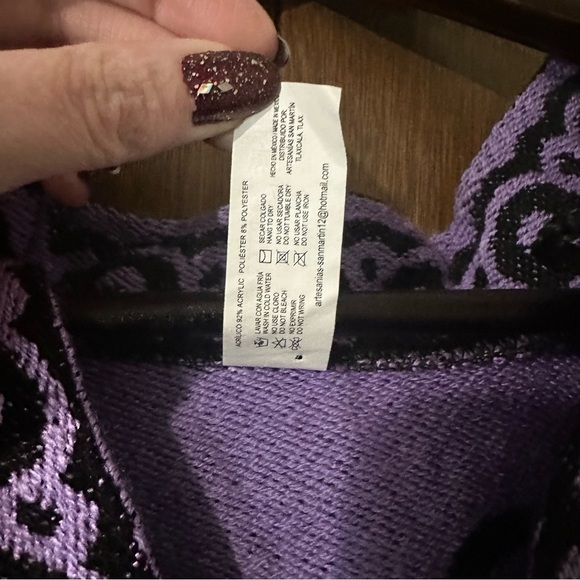 ACRILICO 92% ACRYLIC POLIÉSTER 8% POLYESTER
LAVAR CON AGUA FRÍA
WASH IN COLD WATER
NO USE CLORO
DO NOT BLEACH
NO EXPRIMIR
DO NOT WRING
SECAR COLGADO
HANG TO DRY
NO USAR SECADORA
DO NOT TUMBLE DRY
NO USAR PLANCHA
DO NOT USE IRON
HECHO EN MÉXICO / MADE IN MEXICO
DISTRIBUIDO POR:
ARTESANÍAS SAN MARTÍN
TLAXCALA, TLAX.
artesanias-sanmartin12@hotmail.com